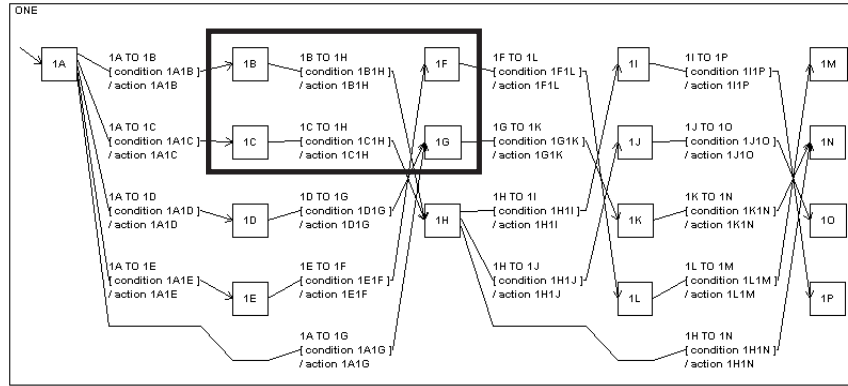 ONE
1A
1A TO 1B
[ condition 1A1B ]
/ action 1A1B
1B
1B TO 1H
[ condition 1B1H ]
/ action 1B1H
1F
1F TO 1L
[ condition 1F1L ]
/ action 1F1L
1I
1I TO 1P
[ condition 1I1P ]
/ action 1I1P
1M
1A TO 1C
[ condition 1A1C ]
/ action 1A1C
1C
1C TO 1H
[ condition 1C1H ]
/ action 1C1H
1G
1G TO 1K
[ condition 1G1K ]
/ action 1G1K
1J
1J TO 1O
[ condition 1J1O ]
/ action 1J1O
1N
1A TO 1D
[ condition 1A1D ]
/ action 1A1D
1D
1D TO 1G
[ condition 1D1G ]
/ action 1D1G
1H
1H TO 1I
[ condition 1H1I ]
/ action 1H1I
1K
1K TO 1N
[ condition 1K1N ]
/ action 1K1N
1O
1A TO 1E
[ condition 1A1E ]
/ action 1A1E
1E
1E TO 1F
[ condition 1E1F ]
/ action 1E1F
1H TO 1J
[ condition 1H1J ]
/ action 1H1J
1L
1L TO 1M
[ condition 1L1M ]
/ action 1L1M
1P
1A TO 1G
[ condition 1A1G ]
/ action 1A1G
1H TO 1N
[ condition 1H1N ]
/ action 1H1N